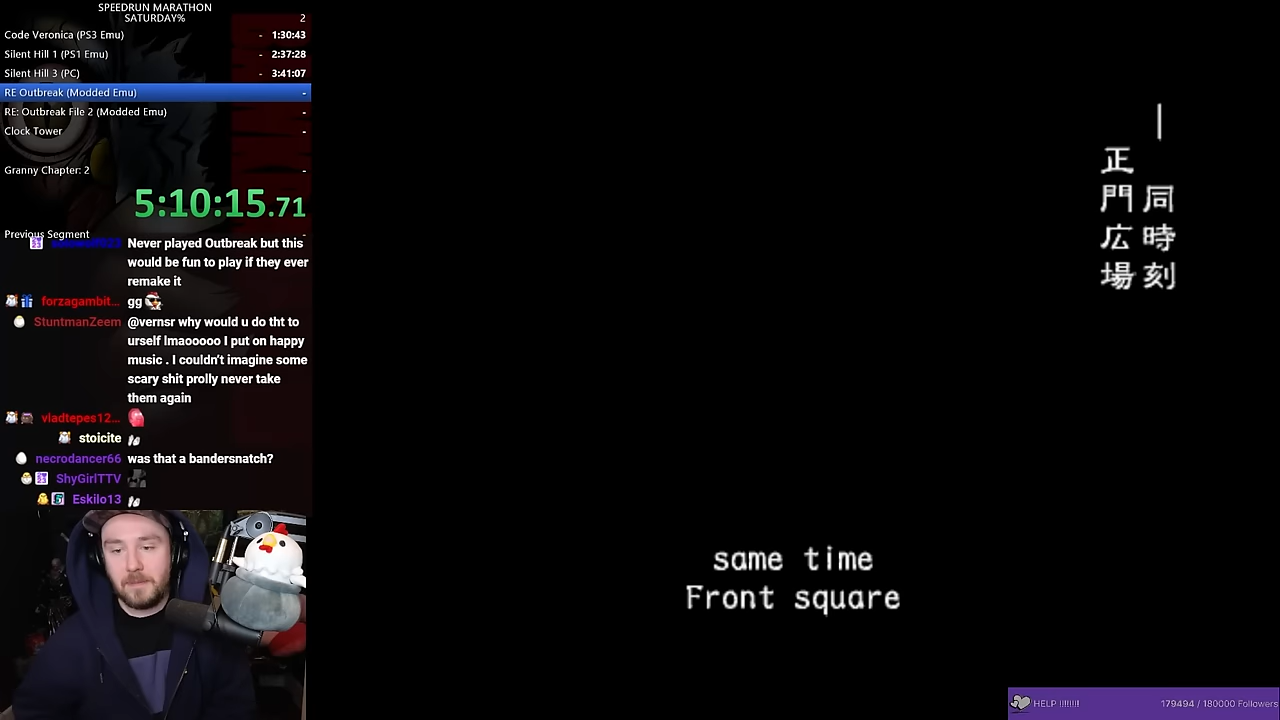 SPEEDRUN MARATHON
SATURDAY%
2
Code Veronica (PS3 Emu) - 1:30:43
Silent Hill 1 (PS1 Emu) - 2:37:28
Silent Hill 3 (PC) - 3:41:07
RE Outbreak (Modded Emu) -
RE: Outbreak File 2 (Modded Emu) -
Clock Tower -
Granny Chapter: 2 -
5:10:15.71
Previous Segment -
Never played Outbreak but this
would be fun to play if they ever
remake it
forzagambit... gg
StuntmanZeem @vernsr why would u do tht to
urself lmaooooo I put on happy
music . I couldn't imagine some
scary shit prolly never take
them again
vladtepes12...
stoicite
necrodancer66 was that a bandersnatch?
ShyGirlTTV
Eskilo13
｜同時刻
正門広場
same time
Front square
HELP !!!!!!! 179494 / 180000 Followers